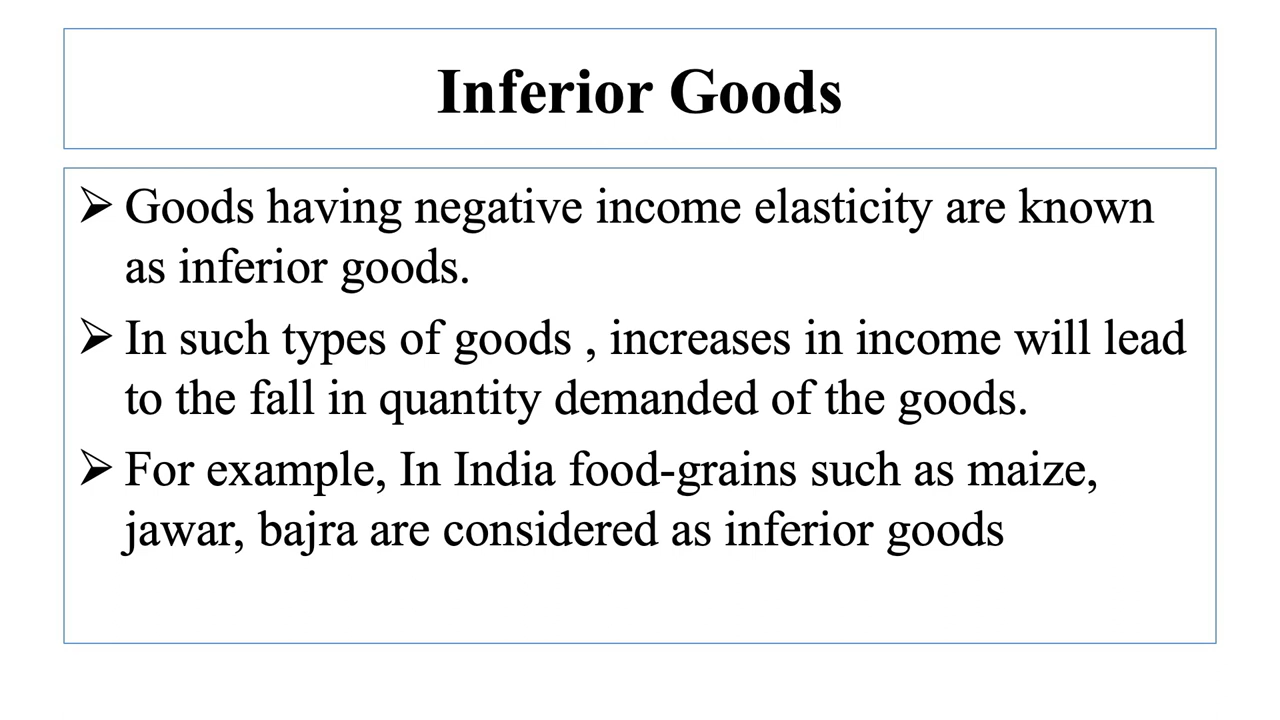 Inferior Goods
➢ Goods having negative income elasticity are known
as inferior goods.
➢ In such types of goods , increases in income will lead
to the fall in quantity demanded of the goods.
➢ For example, In India food-grains such as maize,
jawar, bajra are considered as inferior goods